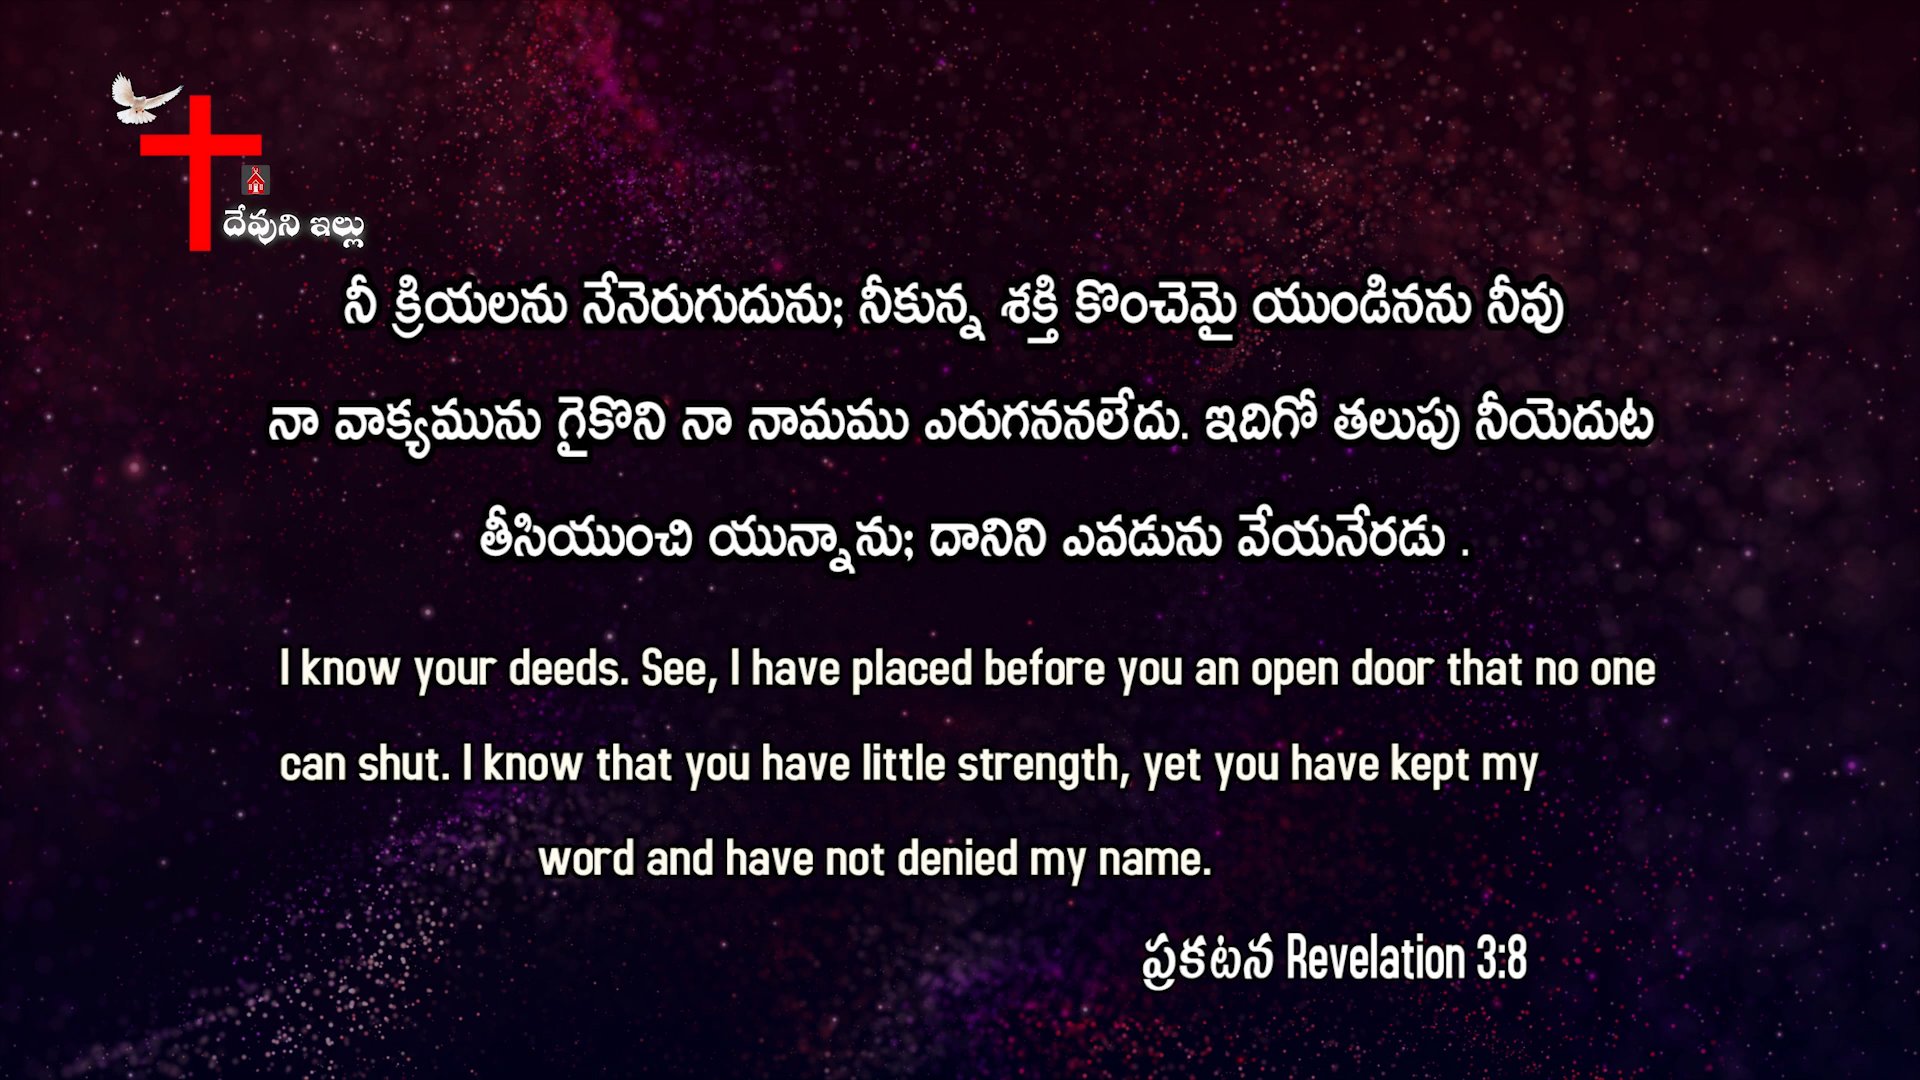 దేవుని ఇల్లు
నీ క్రియలను నేనెరుగుదును; నీకున్న శక్తి కొంచెమై యుండినను నీవు
నా వాక్యమును గైకొని నా నామము ఎరుగననలేదు. ఇదిగో తలుపు నీయెదుట
తీసియుంచి యున్నాను; దానిని ఎవడును వేయనేరడు .
I know your deeds. See, I have placed before you an open door that no one
can shut. I know that you have little strength, yet you have kept my
word and have not denied my name.
ప్రకటన Revelation 3:8